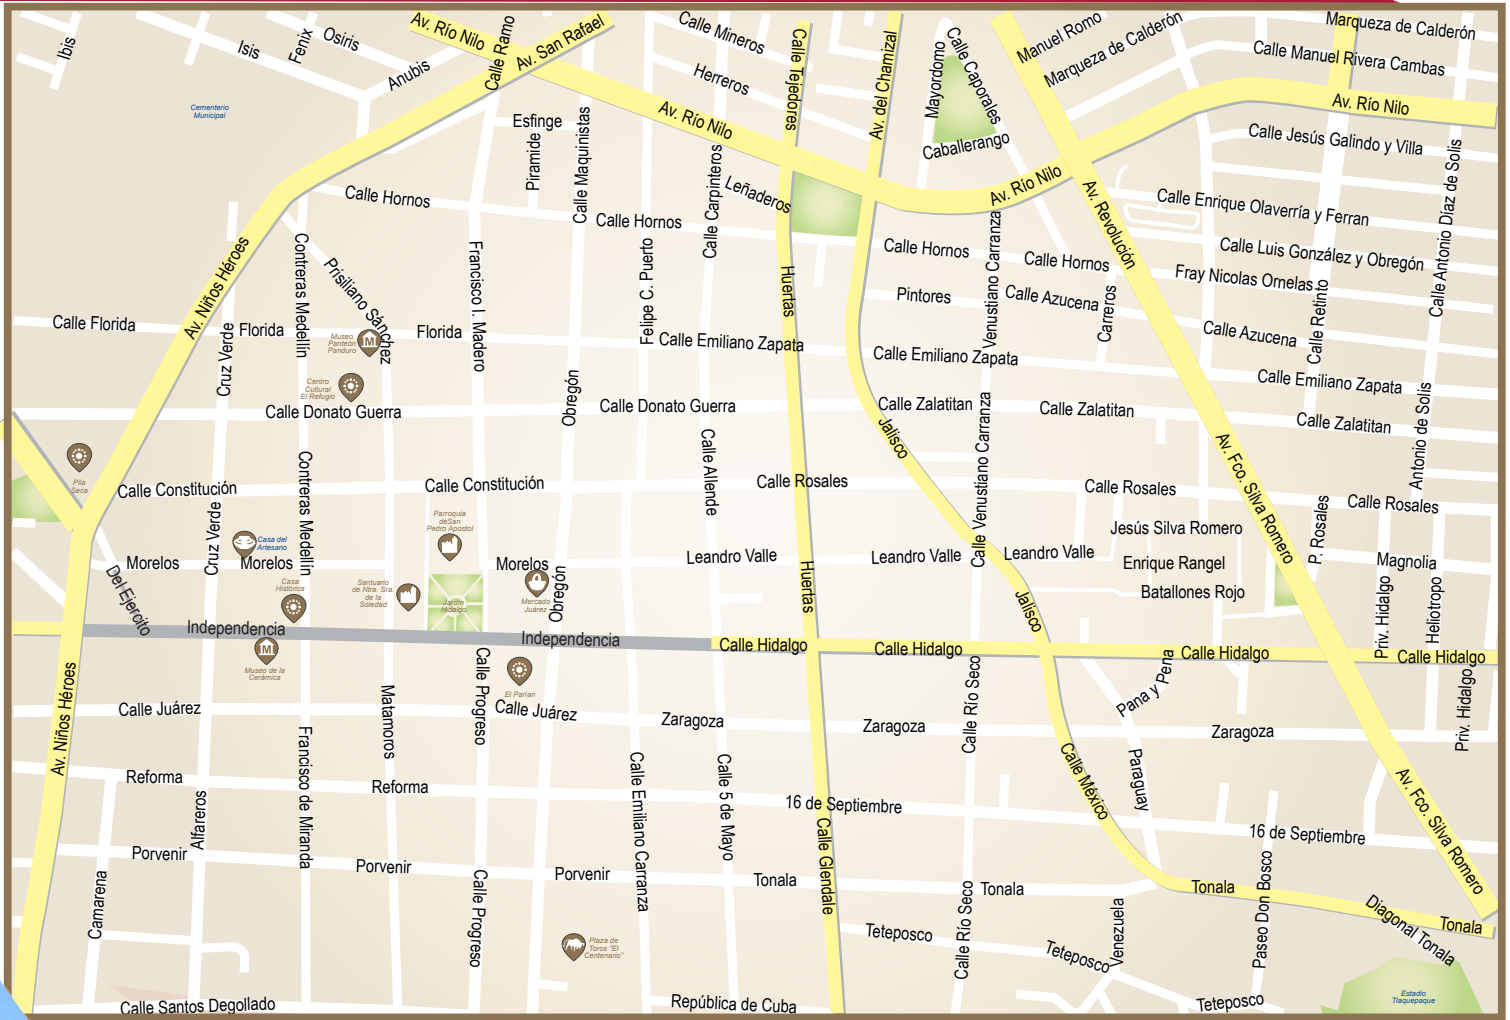 Ibis
Isis
Fenix
Osiris
Anubis
Av. Río Nilo
Calle Ramo
Av. San Rafael
Calle Mineros
Herreros
Calle Tejedores
Av. del Chamizal
Mayordomo
Calle Caporales
Manuel Romo
Marqueza de Calderón
Marqueza de Calderón
Calle Manuel Rivera Cambas
Av. Río Nilo
Cementerio
Municipal
Esfinge
Piramide
Calle Maquinistas
Av. Río Nilo
Calle Carpinteros
Leñaderos
Caballerango
Av. Río Nilo
Av. Revolución
Calle Jesús Galindo y Villa
Calle Antonio Díaz de Solís
Calle Enrique Olaverría y Ferran
Calle Luis González y Obregón
Fray Nicolas Ornelas
Calle Hornos
Calle Hornos
Calle Hornos
Calle Hornos
Av. Niños Héroes
Contreras Medellín
Prisiliano Sánchez
Francisco I. Madero
Felipe C. Puerto
Huertas
Pintores
Venustiano Carranza
Calle Azucena
Carreros
Calle Azucena
Calle Retinto
Calle Florida
Florida
Florida
Cruz Verde
Museo
Panteón
Panduro
M
Calle Emiliano Zapata
Calle Emiliano Zapata
Calle Emiliano Zapata
Centro
Cultural
El Refugio
Calle Donato Guerra
Obregón
Calle Donato Guerra
Calle Zalatitan
Calle Zalatitan
Calle Zalatitan
Antonio de Solís
Jalisco
Calle Venustiano Carranza
Av. Fco. Silva Romero
Pila
Seca
Calle Constitución
Contreras Medellín
Calle Constitución
Calle Allende
Calle Rosales
Calle Rosales
Calle Rosales
P. Rosales
Cruz Verde
Parroquia
deSan
Pedro Apostol
Jesús Silva Romero
Casa del
Artesano
Morelos
Morelos
Morelos
Leandro Valle
Leandro Valle
Leandro Valle
Enrique Rangel
Batallones Rojo
Magnolia
Del Ejercito
Casa
Histórica
Santuario
de Ntra. Sra.
de la
Soledad
Jardín
Hidalgo
Mercado
Juárez
Obregón
Huertas
Jalisco
Priv. Hidalgo
Heliotropo
Independencia
Independencia
Calle Hidalgo
Calle Hidalgo
Calle Hidalgo
Calle Hidalgo
M
Museo de la
Cerámica
El Parían
Av. Niños Héroes
Calle Juárez
Matamoros
Calle Progreso
Calle Juárez
Zaragoza
Zaragoza
Calle Río Seco
Pana y Pena
Zaragoza
Priv. Hidalgo
Reforma
Francisco de Miranda
Reforma
Calle Emiliano Carranza
Calle 5 de Mayo
16 de Septiembre
Calle México
Paraguay
16 de Septiembre
Av. Fco. Silva Romero
Alfareros
Porvenir
Porvenir
Porvenir
Calle Glendale
Tonala
Tonala
Tonala
Tonala
Camarena
Calle Progreso
Calle Río Seco
Venezuela
Paseo Don Bosco
Diagonal Tonala
Plaza de
Toros "El
Centenario"
Teteposco
Teteposco
Teteposco
Calle Santos Degollado
República de Cuba
Estadio
Tlaquepaque